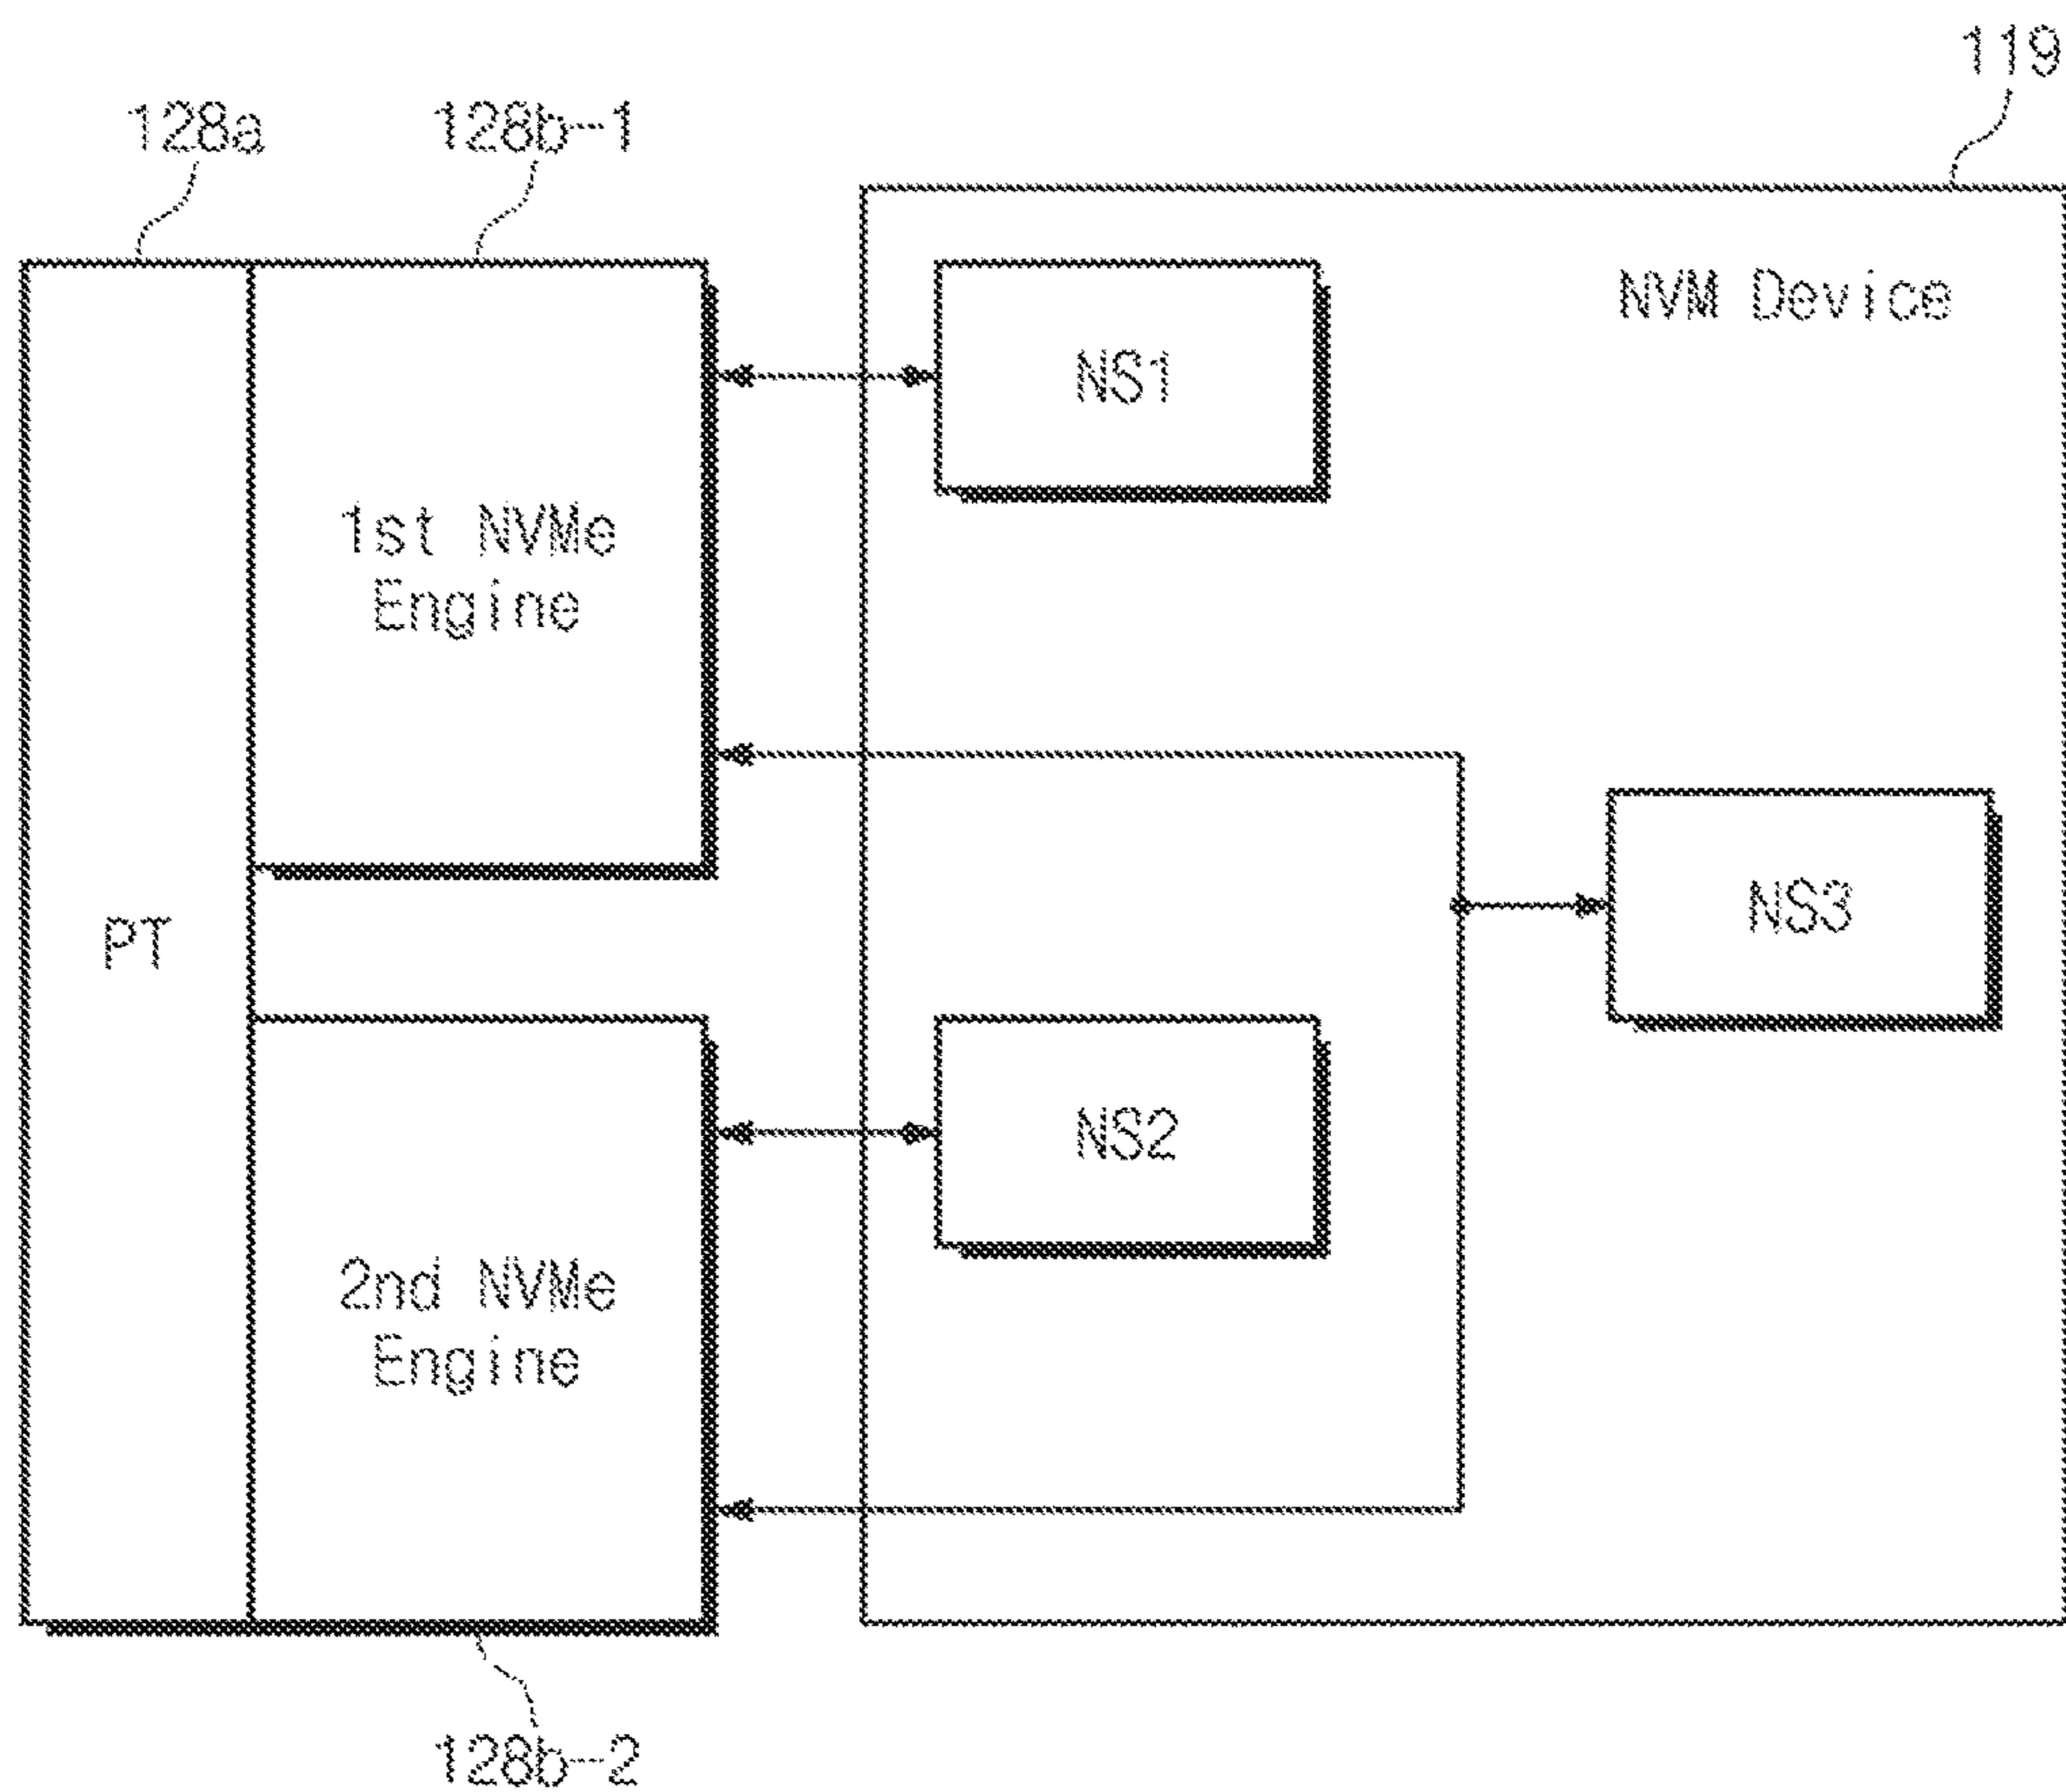 119
128a
128b-1
NVM Device
NS1
1st NVMe
Engine
NS3
PT
NS2
2nd NVMe
Engine
128b-2